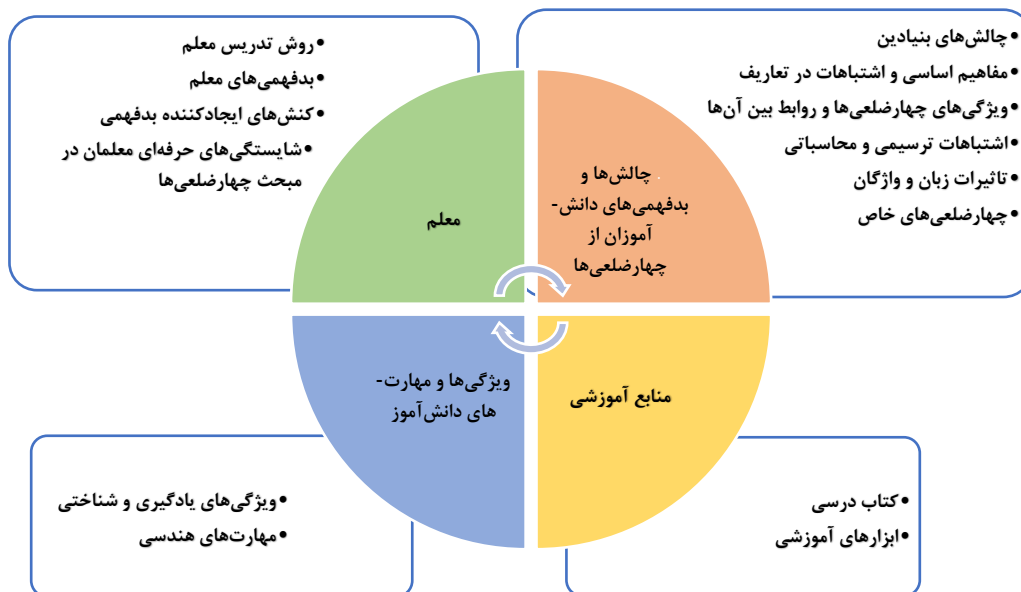 • چالش‌های بنیادین
• مفاهیم اساسی و اشتباهات در تعاریف
• ویژگی‌های چهارضلعی‌ها و روابط بین آن‌ها
• اشتباهات ترسیمی و محاسباتی
• تاثیرات زبان و واژگان
• چهارضلعی‌های خاص
• روش تدریس معلم
• بدفهمی‌های معلم
• کنش‌های ایجادکننده بدفهمی
• شایستگی‌های حرفه‌ای معلمان در
مبحث چهارضلعی‌ها
چالش‌ها و
بدفهمی‌های دانش-
آموزان از
چهارضلعی‌ها
معلم
منابع آموزشی
ویژگی‌ها و مهارت-
های دانش‌آموز
• کتاب درسی
• ابزارهای آموزشی
• ویژگی‌های یادگیری و شناختی
• مهارت‌های هندسی